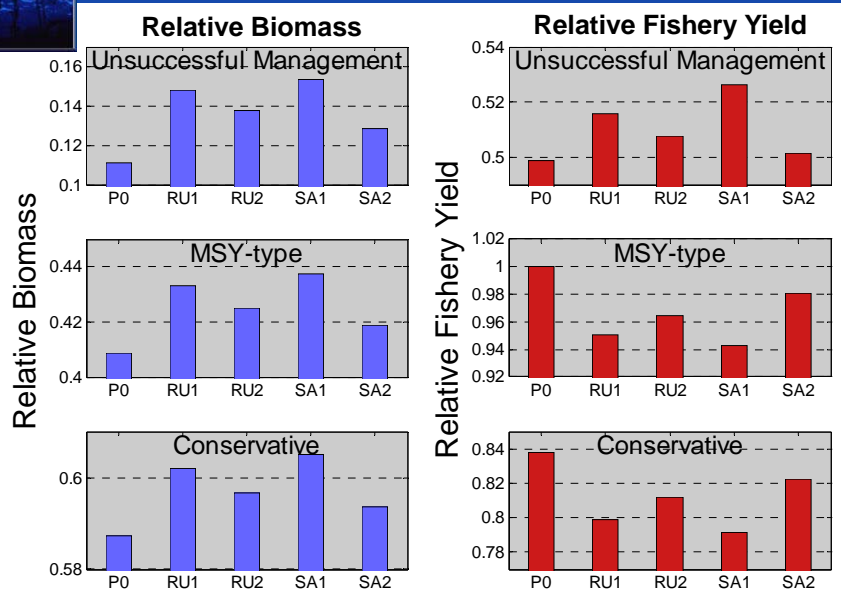 Relative Biomass
Relative Fishery Yield
Unsuccessful Management
0.16
0.14
0.12
0.1
P0 RU1 RU2 SA1 SA2
Unsuccessful Management
0.54
0.52
0.5
P0 RU1 RU2 SA1 SA2
Relative Biomass
MSY-type
0.44
0.42
0.4
P0 RU1 RU2 SA1 SA2
Relative Fishery Yield
MSY-type
1.02
1
0.98
0.96
0.94
0.92
P0 RU1 RU2 SA1 SA2
Conservative
0.6
0.58
P0 RU1 RU2 SA1 SA2
Conservative
0.84
0.82
0.8
0.78
P0 RU1 RU2 SA1 SA2